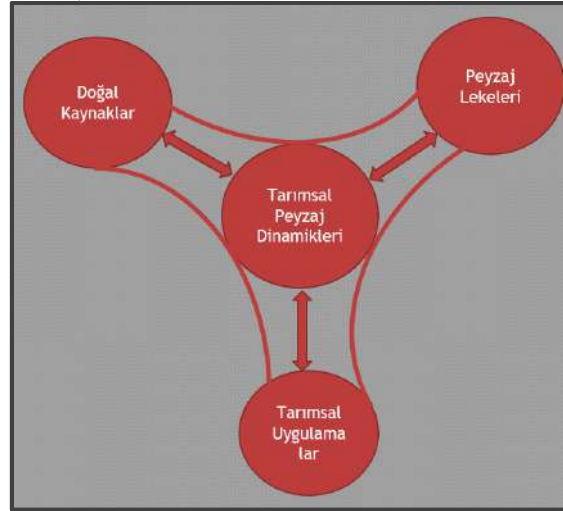 Doğal
Kaynaklar
Peyzaj
Lekeleri
Tarımsal
Peyzaj
Dinamikleri
Tarımsal
Uygulama
lar